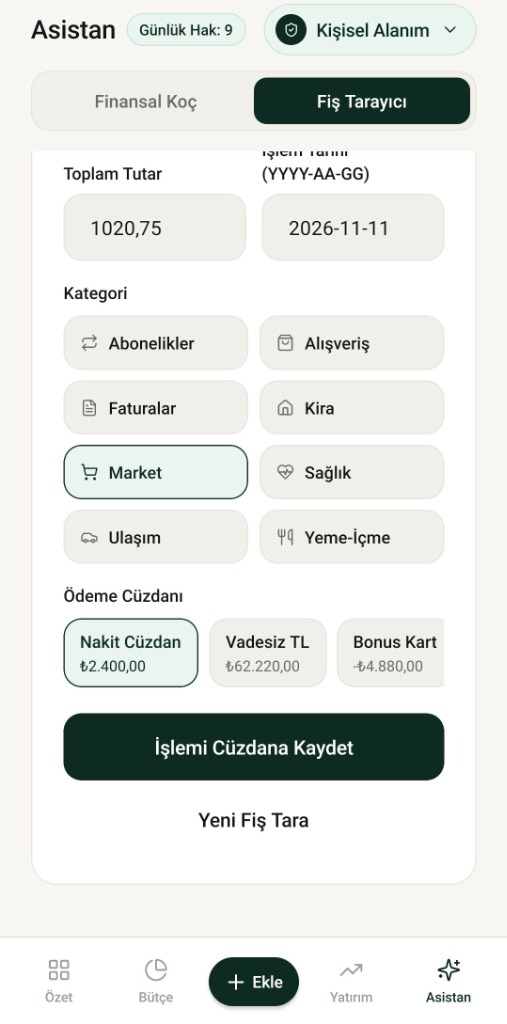 Asistan
Günlük Hak: 9
Kişisel Alanım
Finansal Koç
Fiş Tarayıcı
Toplam Tutar
İşlem Tarihi
(YYYY-AA-GG)
1020,75
2026-11-11
Kategori
Abonelikler
Alışveriş
Faturalar
Kira
Market
Sağlık
Ulaşım
Yeme-İçme
Ödeme Cüzdanı
Nakit Cüzdan
₺2.400,00
Vadesiz TL
₺62.220,00
Bonus Kart
-₺4.880,00
İşlemi Cüzdana Kaydet
Yeni Fiş Tara
Özet
Bütçe
+ Ekle
Yatırım
Asistan